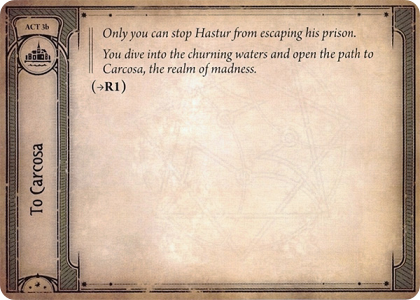 ACT 3b
To Carcosa
Only you can stop Hastur from escaping his prison.
You dive into the churning waters and open the path to
Carcosa, the realm of madness.
(→R1)